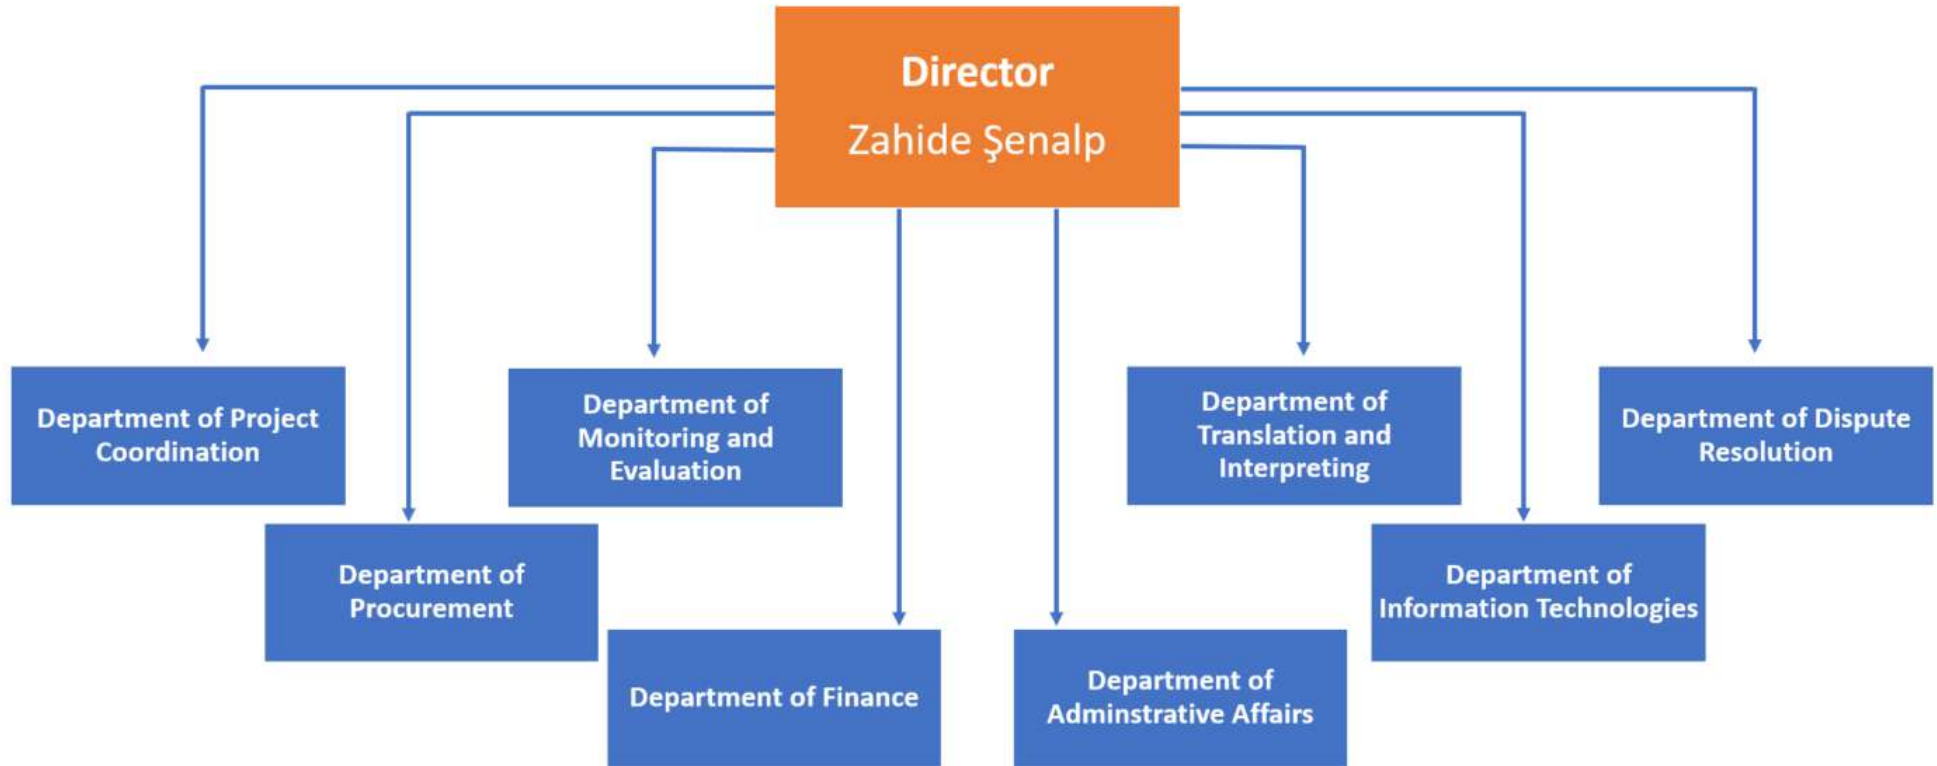 Director
Zahide Şenalp
Department of Project
Coordination
Department of
Monitoring and
Evaluation
Department of
Translation and
Interpreting
Department of Dispute
Resolution
Department of
Procurement
Department of
Information Technologies
Department of Finance
Department of
Adminstrative Affairs